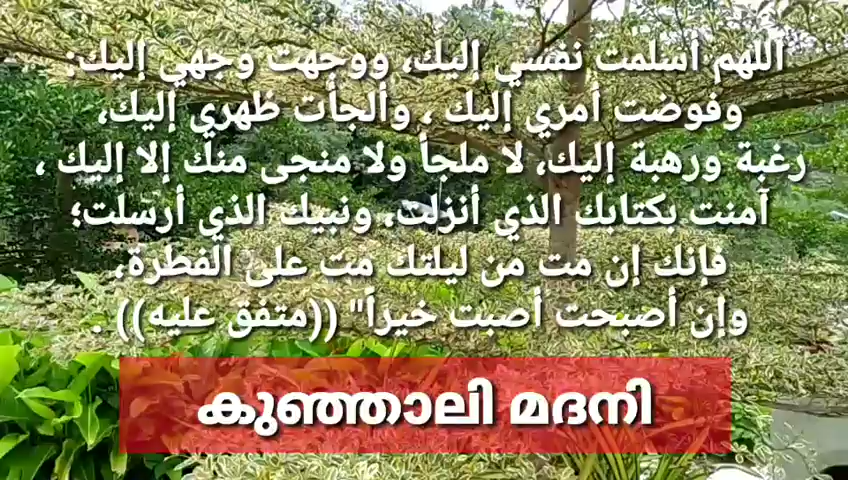 اللهم أسلمت نفسي إليك، ووجهت وجهي إليك:
وفوضت أمري إليك ، وألجأت ظهري إليك،
رغبة ورهبة إليك، لا ملجأ ولا منجى منك إلا إليك ،
آمنت بكتابك الذي أنزلت، ونبيك الذي أرسلت؛
فإنك إن مت من ليلتك مت على الفطرة،
وإن أصبحت أصبت خيراً" ((متفق عليه)) .
കുഞ്ഞാലി മദനി